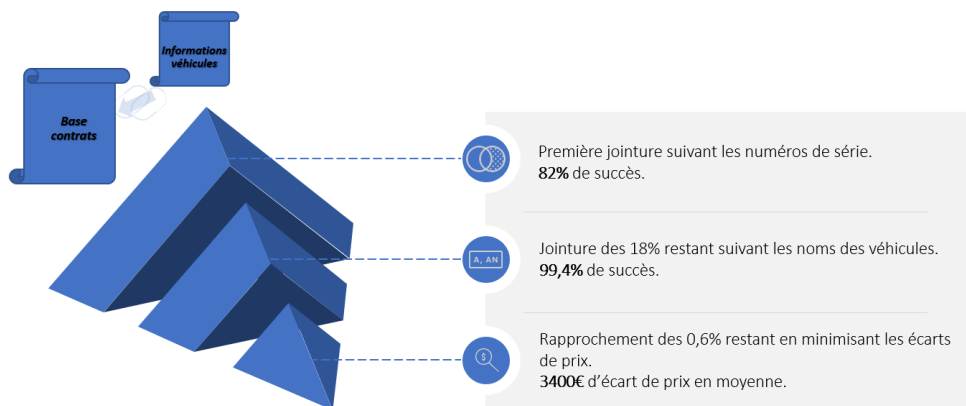 Informations
véhicules
Base
contrats
Première jointure suivant les numéros de série.
82% de succès.
A, AN
Jointure des 18% restant suivant les noms des véhicules.
99,4% de succès.
$
Rapprochement des 0,6% restant en minimisant les écarts
de prix.
3400€ d’écart de prix en moyenne.